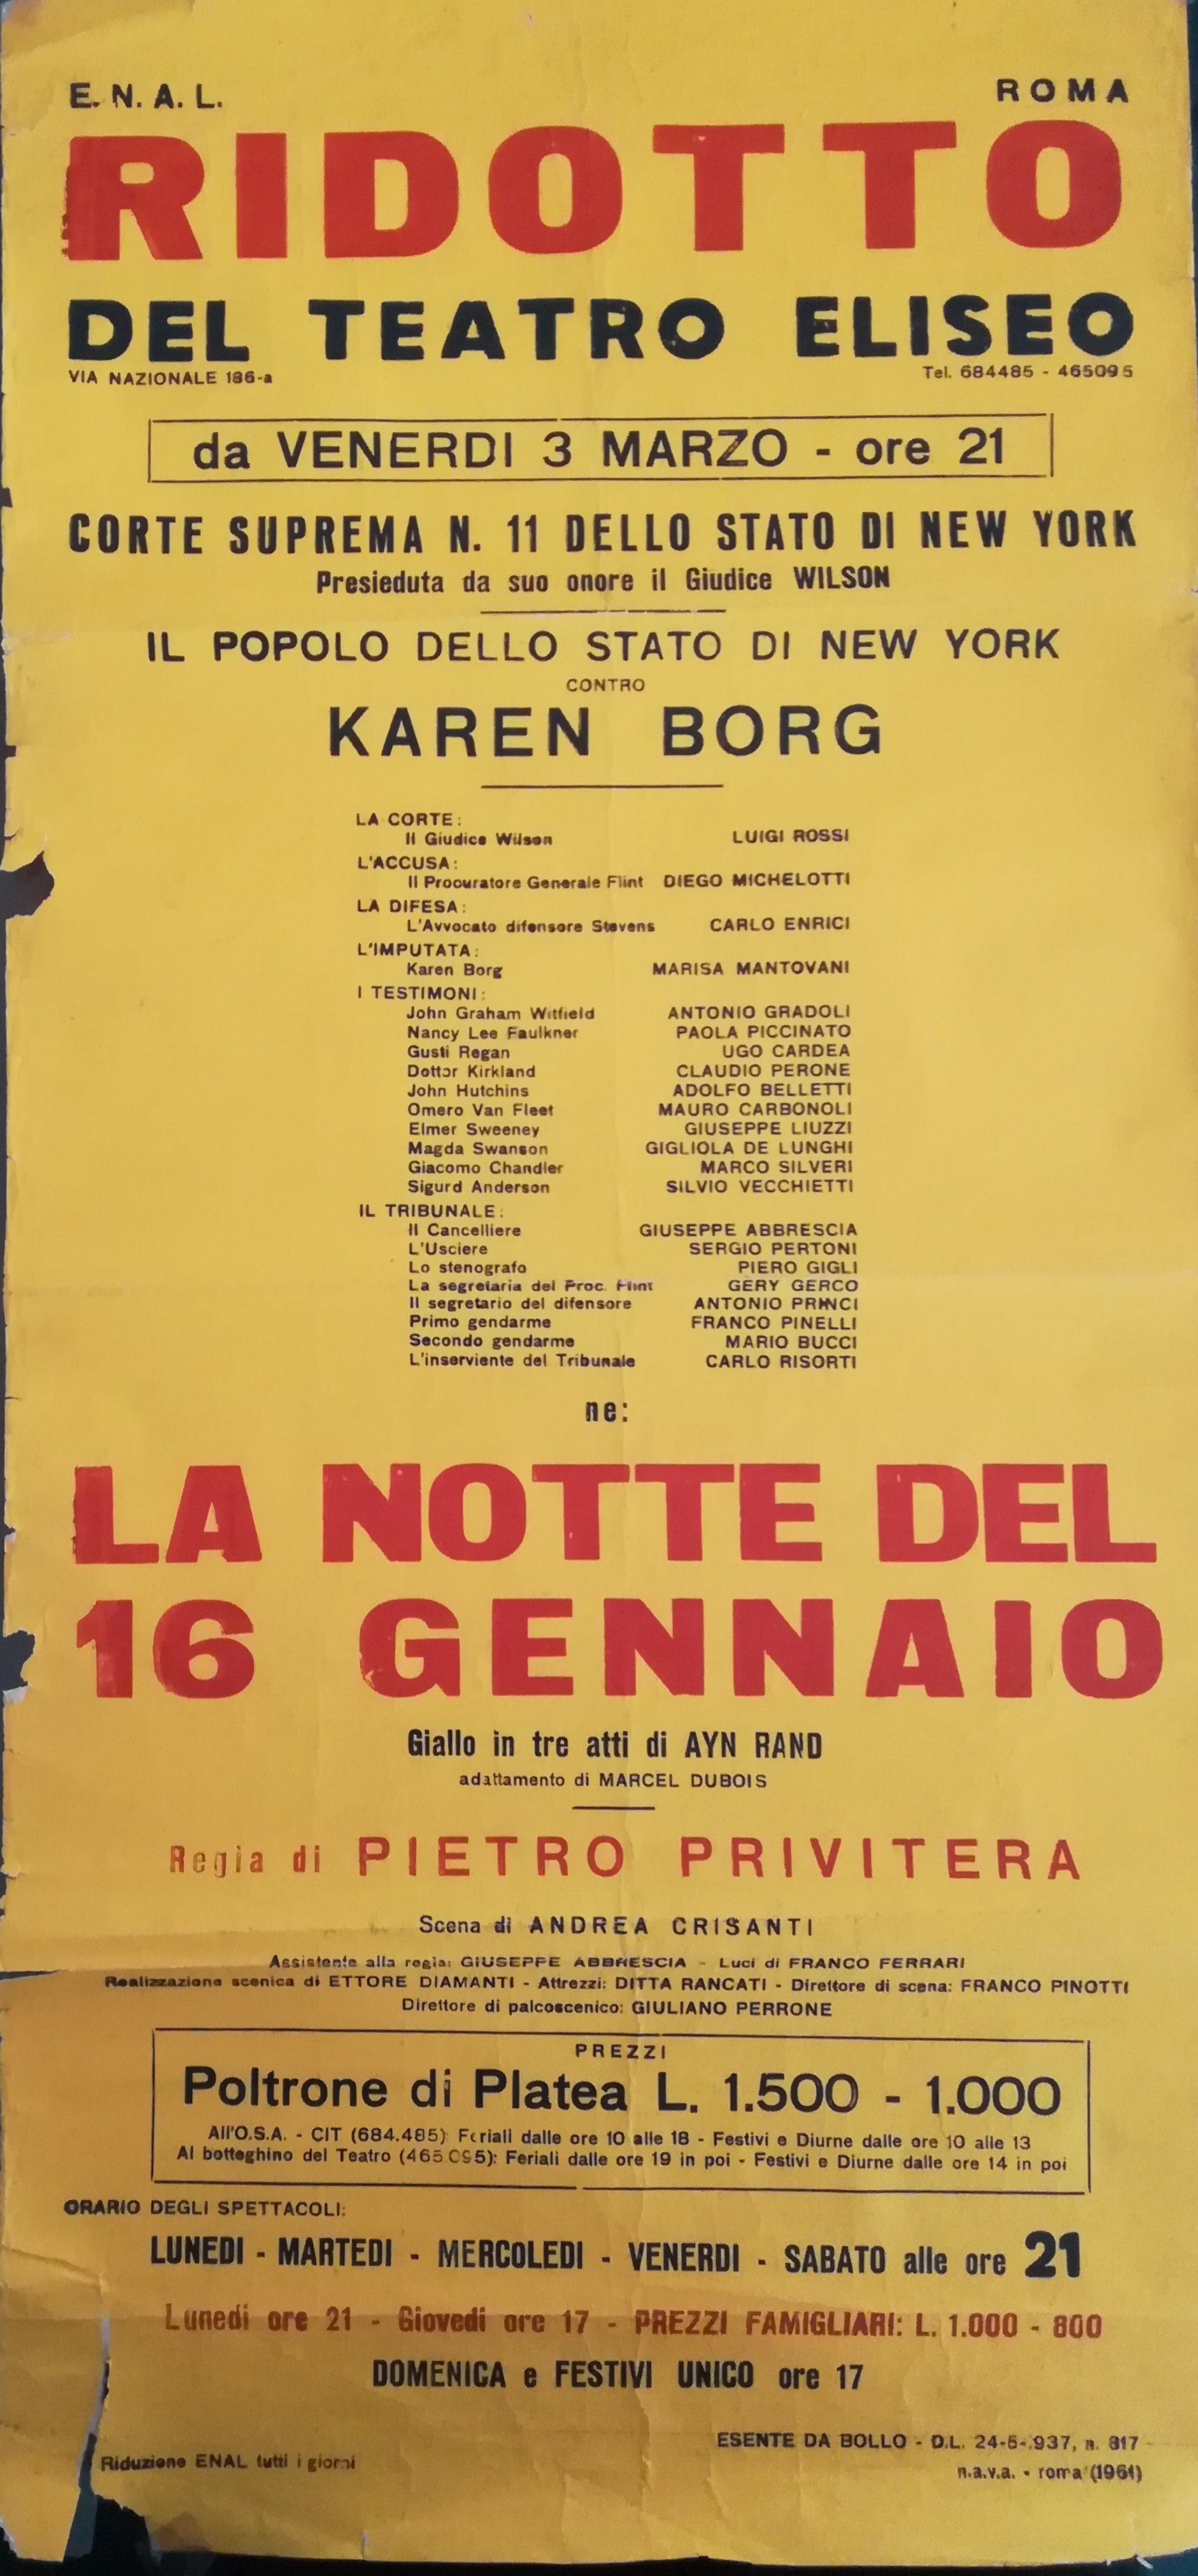 E. N. A. L.
ROMA
RIDOTTO
DEL TEATRO ELISEO
VIA NAZIONALE 186-a
Tel. 684485 - 465095
da VENERDI 3 MARZO - ore 21
CORTE SUPREMA N. 11 DELLO STATO DI NEW YORK
Presieduta da suo onore il Giudice WILSON
IL POPOLO DELLO STATO DI NEW YORK
CONTRO
KAREN BORG
LA CORTE:
Il Giudice Wilson LUIGI ROSSI
L'ACCUSA:
Il Procuratore Generale Flint DIEGO MICHELOTTI
LA DIFESA:
L'Avvocato difensore Stevens CARLO ENRICI
L'IMPUTATA:
Karen Borg MARISA MANTOVANI
I TESTIMONI:
John Graham Witfield ANTONIO GRADOLI
Nancy Lee Faulkner PAOLA PICCINATO
Gusti Regan UGO CARDEA
Dottor Kirkland CLAUDIO PERONE
John Hutchins ADOLFO BELLETTI
Omero Van Fleet MAURO CARBONOLI
Elmer Sweeney GIUSEPPE LIUZZI
Magda Swanson GIGLIOLA DE LUNGHI
Giacomo Chandler MARCO SILVERI
Sigurd Anderson SILVIO VECCHIETTI
IL TRIBUNALE:
Il Cancelliere GIUSEPPE ABBRESCIA
L'Usciere SERGIO PERTONI
Lo stenografo PIERO GIGLI
La segretaria del Proc. Flint GERY GERCO
Il segretario del difensore ANTONIO PRINCI
Primo gendarme FRANCO PINELLI
Secondo gendarme MARIO BUCCI
L'inserviente del Tribunale CARLO RISORTI
ne:
LA NOTTE DEL
16 GENNAIO
Giallo in tre atti di AYN RAND
adattamento di MARCEL DUBOIS
Regia di PIETRO PRIVITERA
Scena di ANDREA CRISANTI
Assistente alla regia: GIUSEPPE ABBRESCIA - Luci di FRANCO FERRARI
Realizzazione scenica di ETTORE DIAMANTI - Attrezzi: DITTA RANCATI - Direttore di scena: FRANCO PINOTTI
Direttore di palcoscenico: GIULIANO PERRONE
PREZZI
Poltrone di Platea L. 1.500 - 1.000
All'O.S.A. - CIT (684.485) Feriali dalle ore 10 alle 18 - Festivi e Diurne dalle ore 10 alle 13
Al botteghino del Teatro (465.095): Feriali dalle ore 19 in poi - Festivi e Diurne dalle ore 14 in poi
ORARIO DEGLI SPETTACOLI:
LUNEDI - MARTEDI - MERCOLEDI - VENERDI - SABATO alle ore 21
Lunedi ore 21 - Giovedi ore 17 - PREZZI FAMIGLIARI: L. 1.000 - 800
DOMENICA e FESTIVI UNICO ore 17
ESENTE DA BOLLO - D.L. 24-5-.937, n. 817
Riduzione ENAL tutti i giorni
n.a.v.a. - roma (1961)